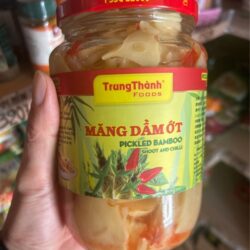 TrungThành®
FOODS
MĂNG DẦM ỚT
PICKLED BAMBOO
SHOOT AND CHILLI